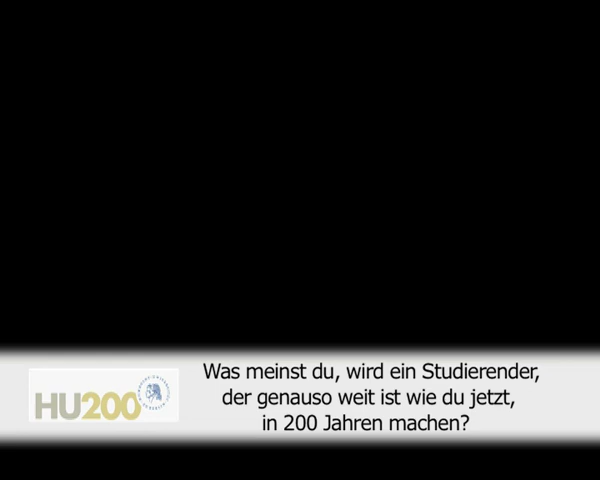 Was meinst du, wird ein Studierender,
der genauso weit ist wie du jetzt,
HU200
in 200 Jahren machen?